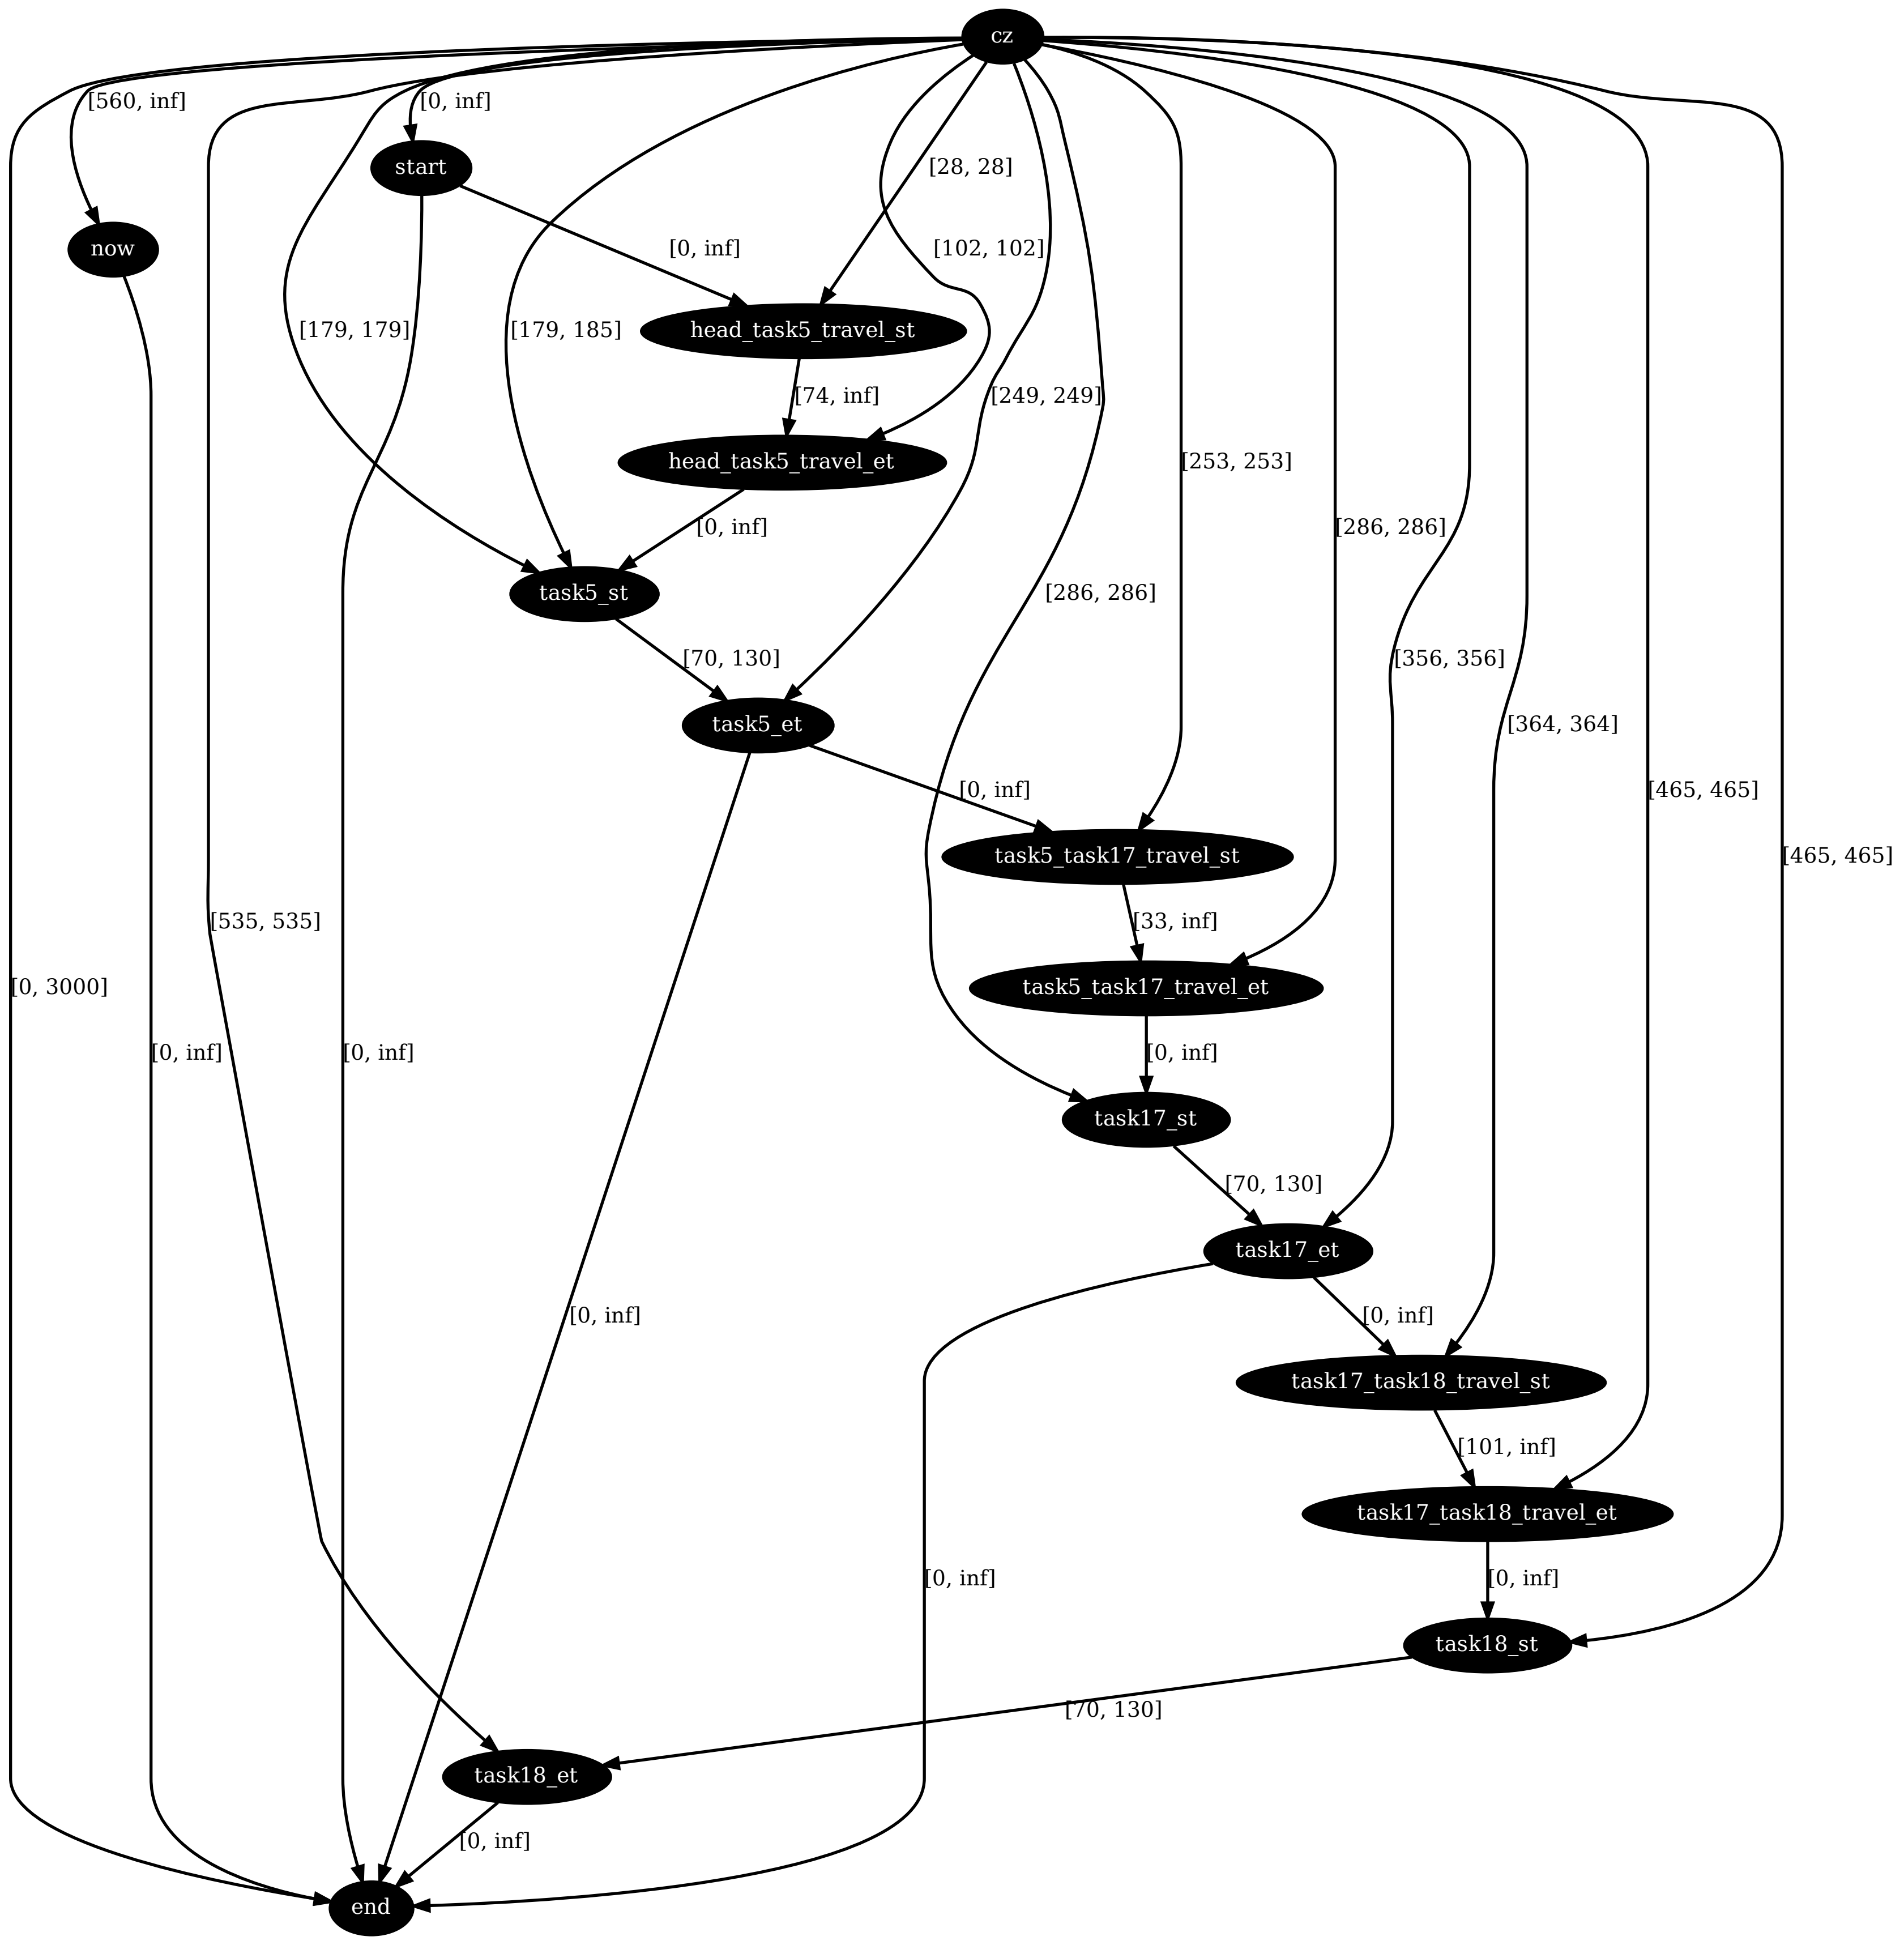 cz
[560, inf]
[0, inf]
start
[28, 28]
now
[0, inf]
[102, 102]
[179, 179]
[179, 185]
head_task5_travel_st
[74, inf]
[249, 249]
head_task5_travel_et
[253, 253]
[0, inf]
[286, 286]
task5_st
[286, 286]
[70, 130]
[356, 356]
task5_et
[364, 364]
[0, inf]
[465, 465]
task5_task17_travel_st
[465, 465]
[535, 535]
[33, inf]
[0, 3000]
task5_task17_travel_et
[0, inf]
[0, inf]
[0, inf]
task17_st
[70, 130]
task17_et
[0, inf]
[0, inf]
task17_task18_travel_st
[101, inf]
task17_task18_travel_et
[0, inf]
[0, inf]
task18_st
[70, 130]
task18_et
[0, inf]
end